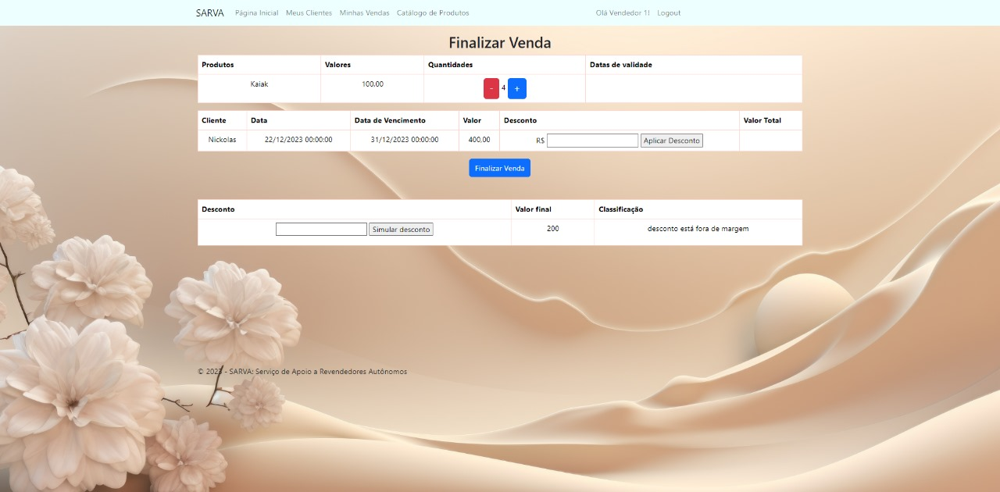 SARVA Página Inicial Meus Clientes Minhas Vendas Catálogo de Produtos Olá Vendedor 1! Logout
Finalizar Venda
Produtos Valores Quantidades Datas de validade
Kaiak 100,00 - 4 +
Cliente Data Data de Vencimento Valor Desconto Valor Total
Nickolas 22/12/2023 00:00:00 31/12/2023 00:00:00 400,00 R$ Aplicar Desconto
Finalizar Venda
Desconto Valor final Classificação
Simular desconto 200 desconto está fora de margem
© 2023 - SARVA: Serviço de Apoio a Revendedores Autônomos